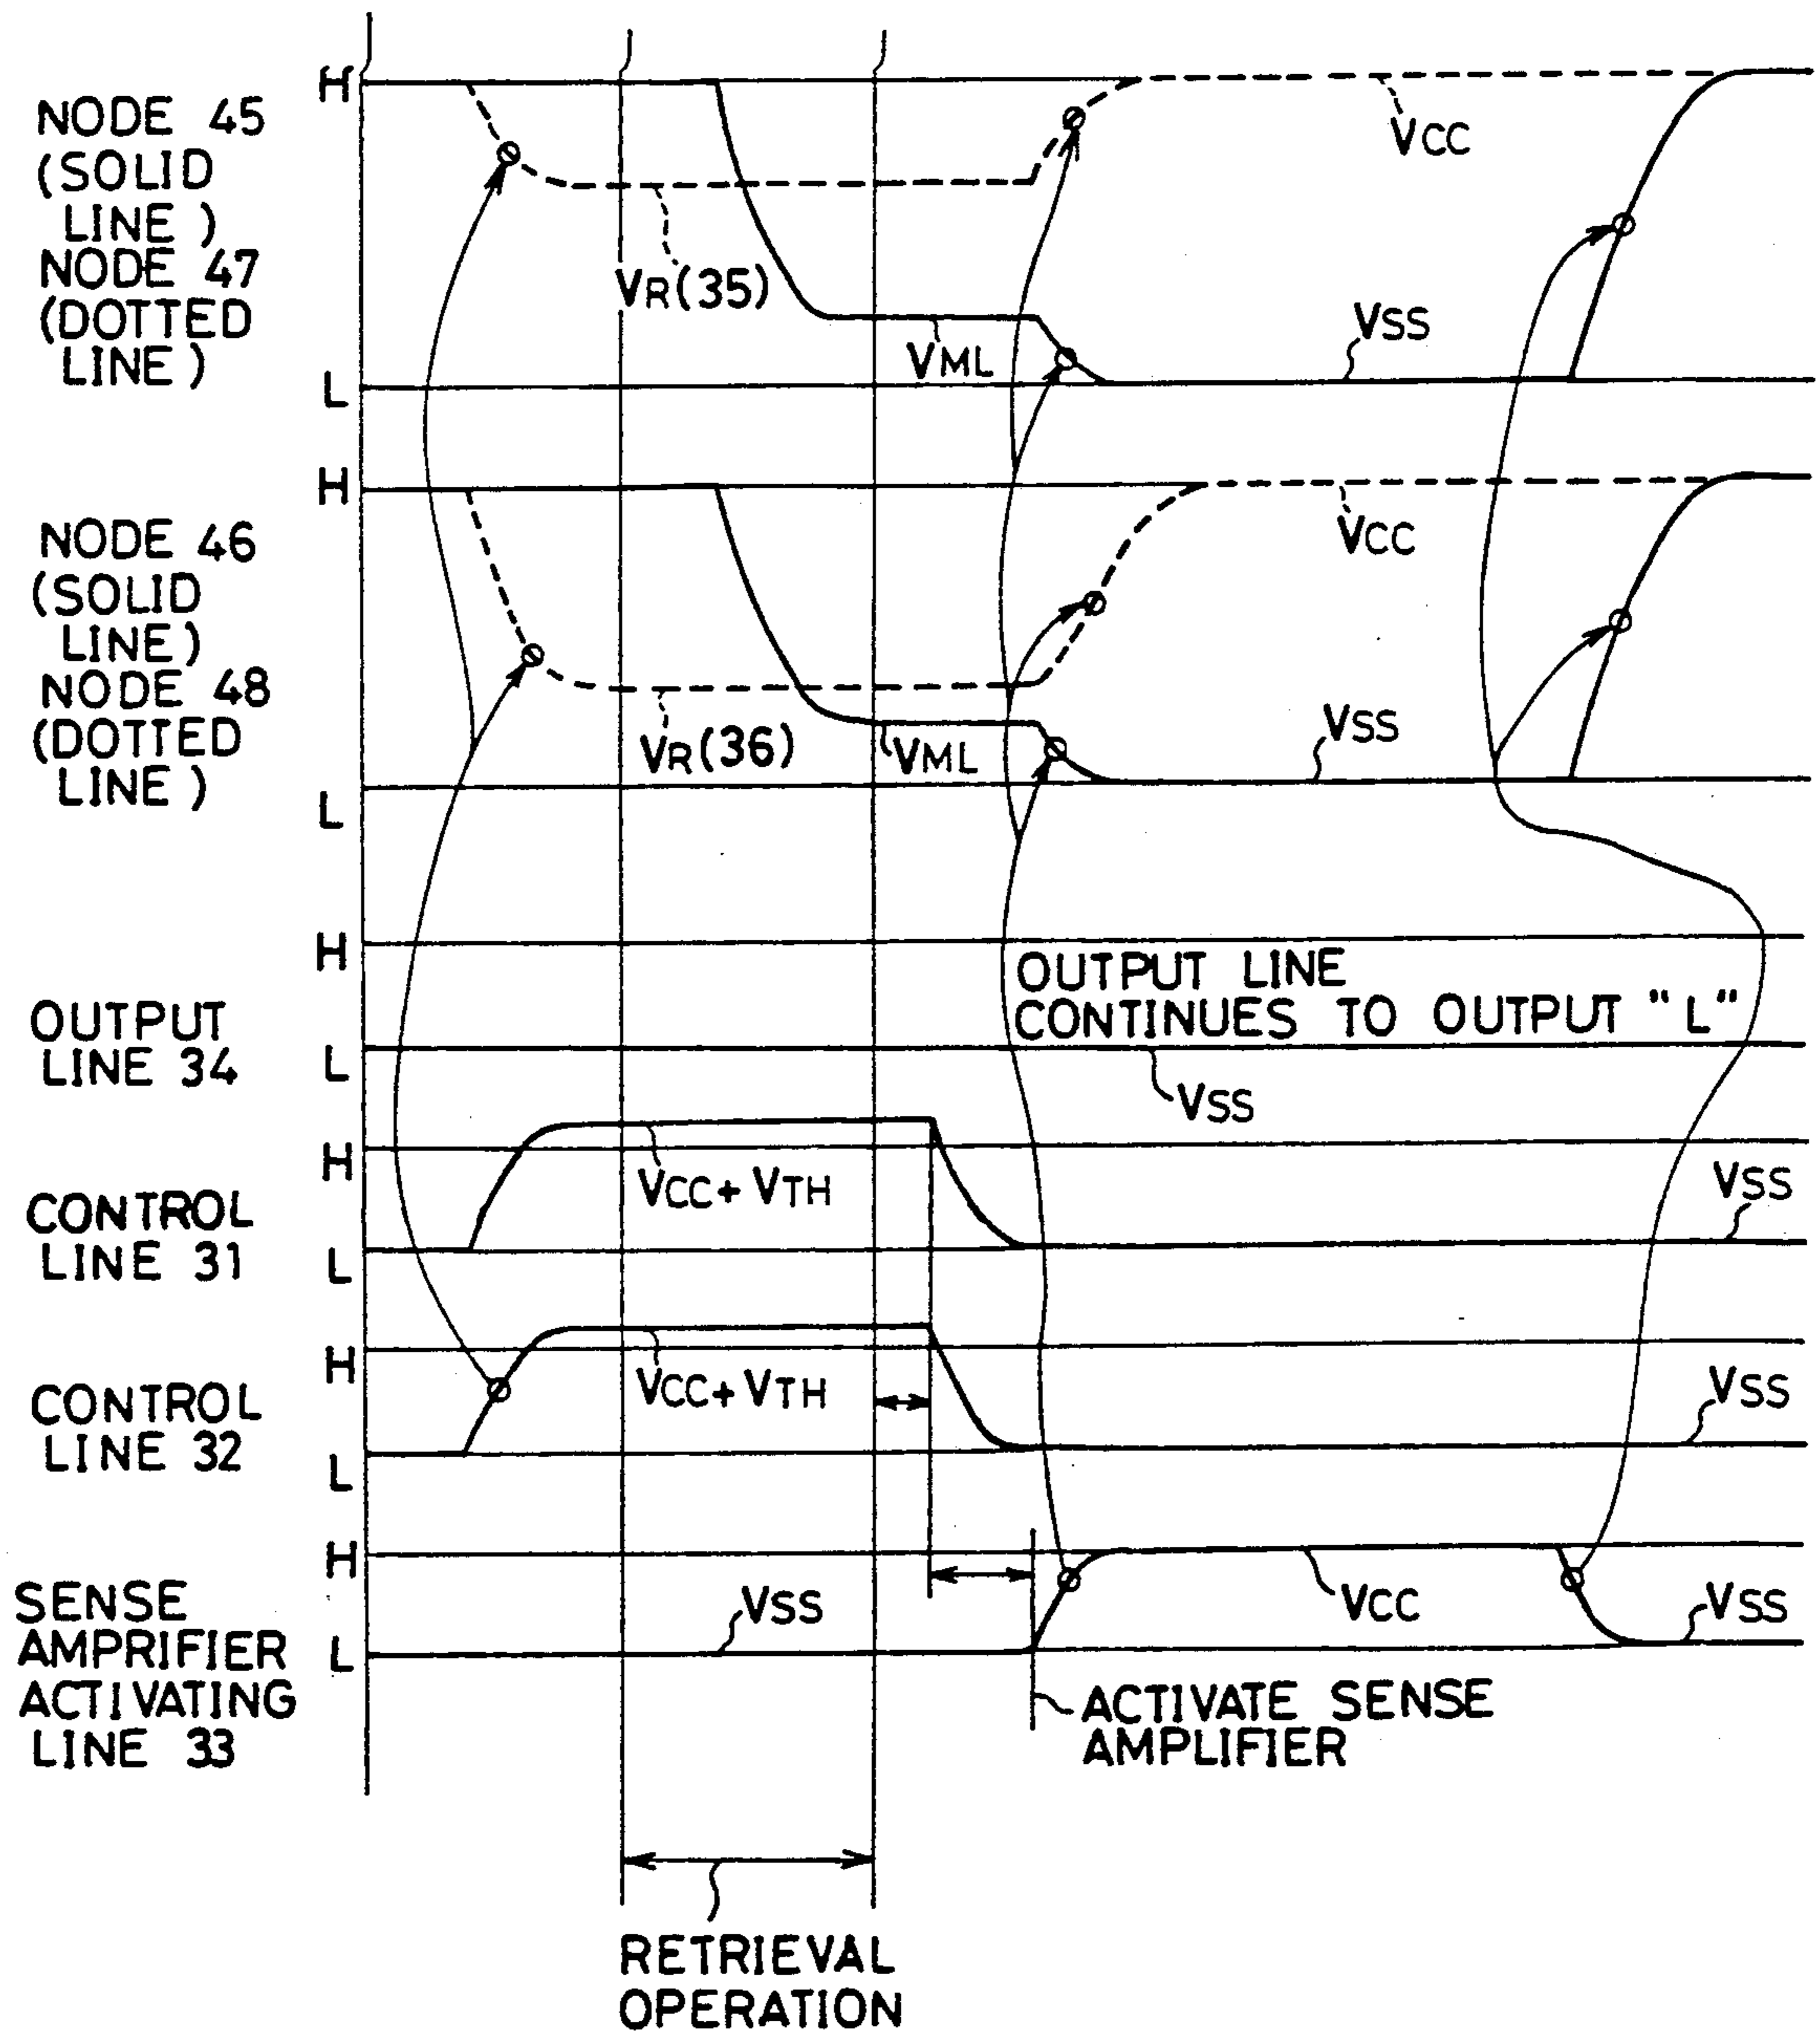 H
NODE 45
(SOLID
LINE)
NODE 47
(DOTTED
LINE)
L
VR(35)
VML
VCC
VSS
H
NODE 46
(SOLID
LINE)
NODE 48
(DOTTED
LINE)
L
VR(36)
VML
VCC
VSS
H
OUTPUT
LINE 34
L
OUTPUT LINE
CONTINUES TO OUTPUT "L"
VSS
H
CONTROL
LINE 31
L
VCC+VTH
VSS
H
CONTROL
LINE 32
L
VCC+VTH
VSS
H
SENSE
AMPRIFIER
ACTIVATING
LINE 33
L
VSS
VCC
VSS
ACTIVATE SENSE
AMPLIFIER
RETRIEVAL
OPERATION